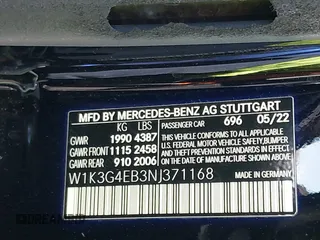 MFD BY MERCEDES-BENZ AG STUTTGART
KG LBS PASSENGER CAR 696 05/22
GVWR 1990 4387
GAWR FRONT 1115 2458
GAWR REAR 910 2006
THIS VEHICLE CONFORMS TO ALL
APPLICABLE FEDERAL MOTOR
VEHICLE SAFETY, BUMPER
AND THEFT PREVENTION
STANDARDS IN EFFECT ON THE DATE
OF MANUFACTURE SHOWN ABOVE
W1K3G4EB3NJ371168
MADE IN GERMANY